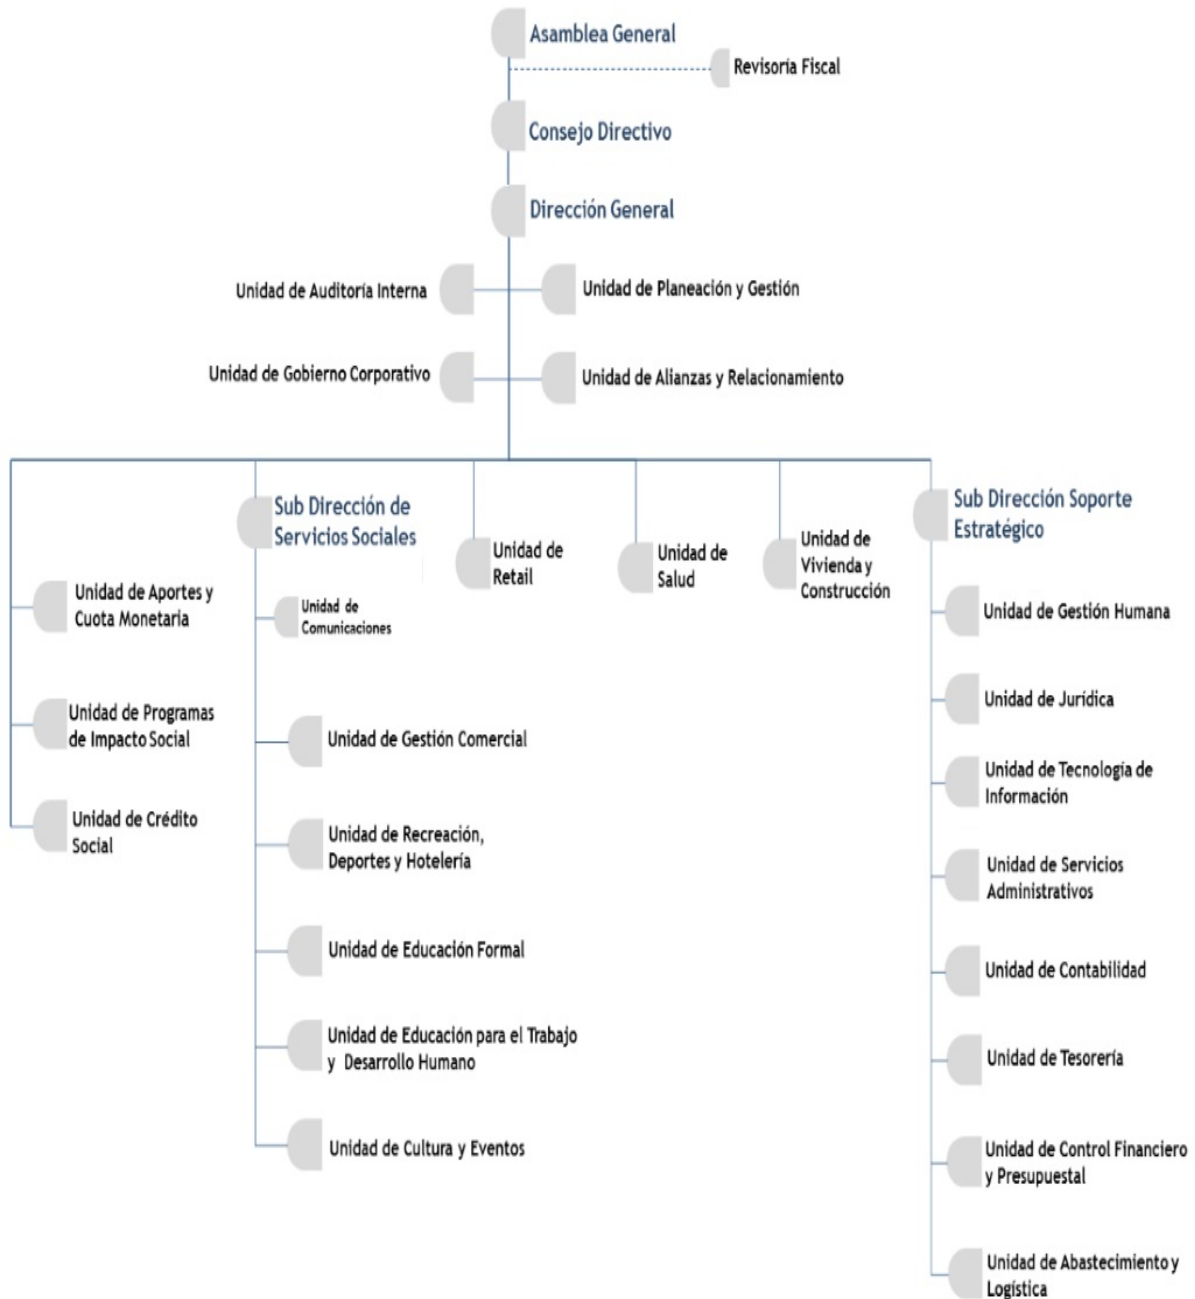 Asamblea General
Revisoría Fiscal
Consejo Directivo
Dirección General
Unidad de Auditoría Interna
Unidad de Planeación y Gestión
Unidad de Gobierno Corporativo
Unidad de Alianzas y Relacionamiento
Unidad de Aportes y
Cuota Monetaria
Unidad de Programas
de Impacto Social
Unidad de Crédito
Social
Sub Dirección de
Servicios Sociales
Unidad de
Comunicaciones
Unidad de Gestión Comercial
Unidad de Recreación,
Deportes y Hotelería
Unidad de Educación Formal
Unidad de Educación para el Trabajo
y Desarrollo Humano
Unidad de Cultura y Eventos
Unidad de
Retail
Unidad de
Salud
Unidad de
Vivienda y
Construcción
Sub Dirección Soporte
Estratégico
Unidad de Gestión Humana
Unidad de Jurídica
Unidad de Tecnología de
Información
Unidad de Servicios
Administrativos
Unidad de Contabilidad
Unidad de Tesorería
Unidad de Control Financiero
y Presupuestal
Unidad de Abastecimiento y
Logística